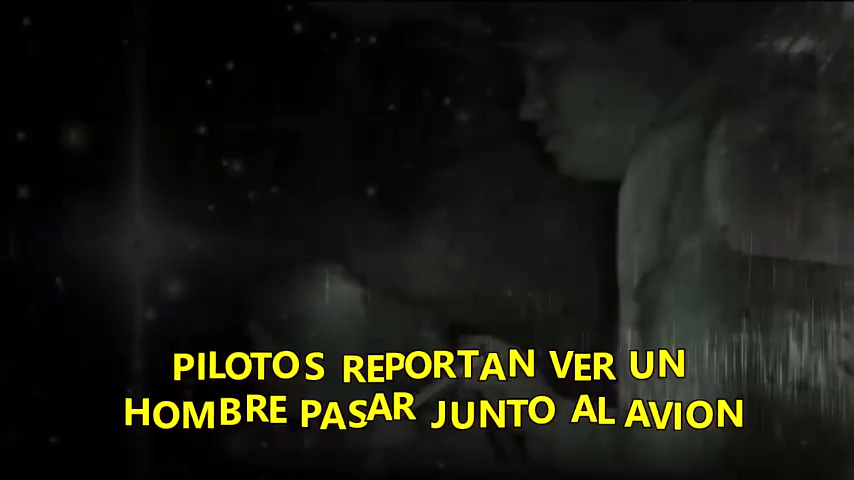 PILOTOS REPORTAN VER UN
HOMBRE PASAR JUNTO AL AVION